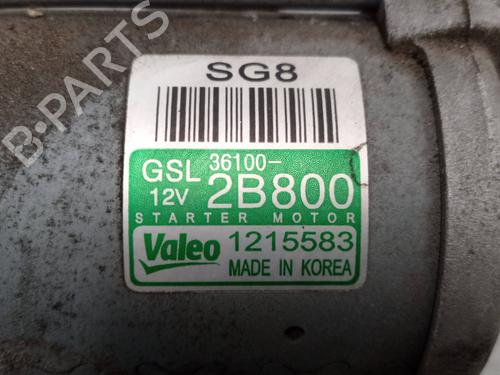 SG8
GSL 36100-
12V 2B800
STARTER MOTOR
Valeo 1215583
MADE IN KOREA
B-PARTS